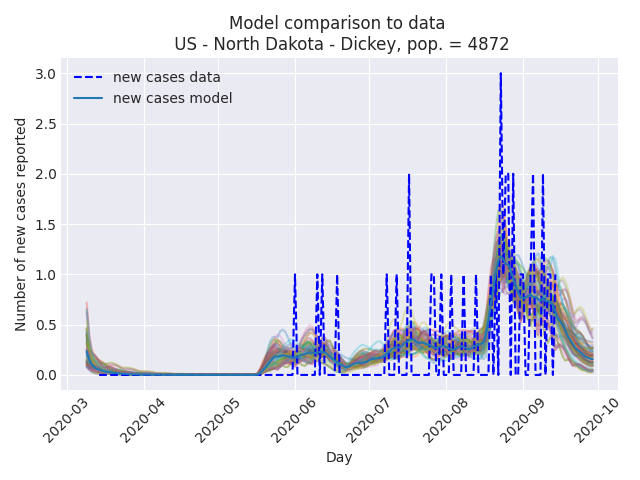 Model comparison to data
US - North Dakota - Dickey, pop. = 4872
new cases data
new cases model
Number of new cases reported
3.0
2.5
2.0
1.5
1.0
0.5
0.0
2020-03
2020-04
2020-05
2020-06
2020-07
2020-08
2020-09
2020-10
Day